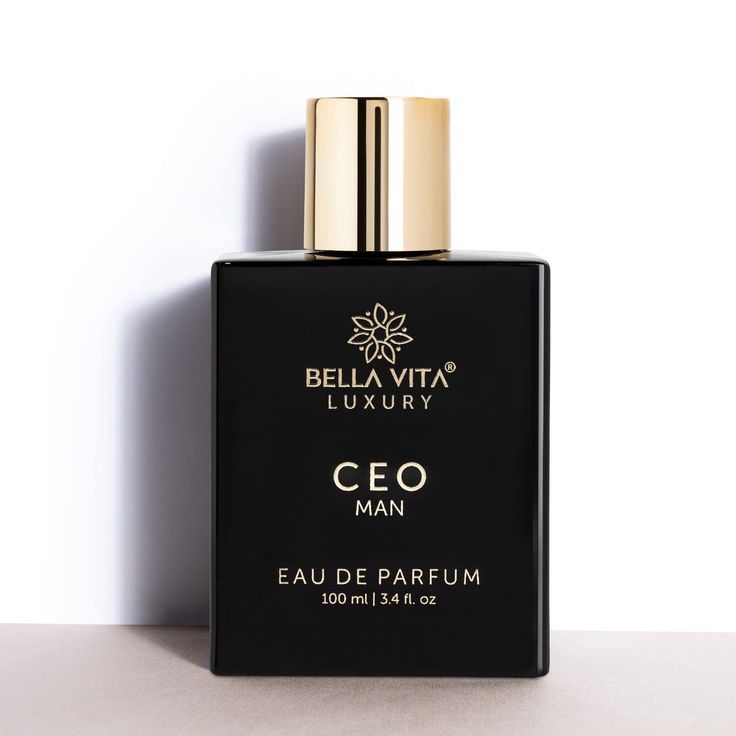 BELLA VITA®
LUXURY
CEO
MAN
EAU DE PARFUM
100 ml | 3.4 fl. oz